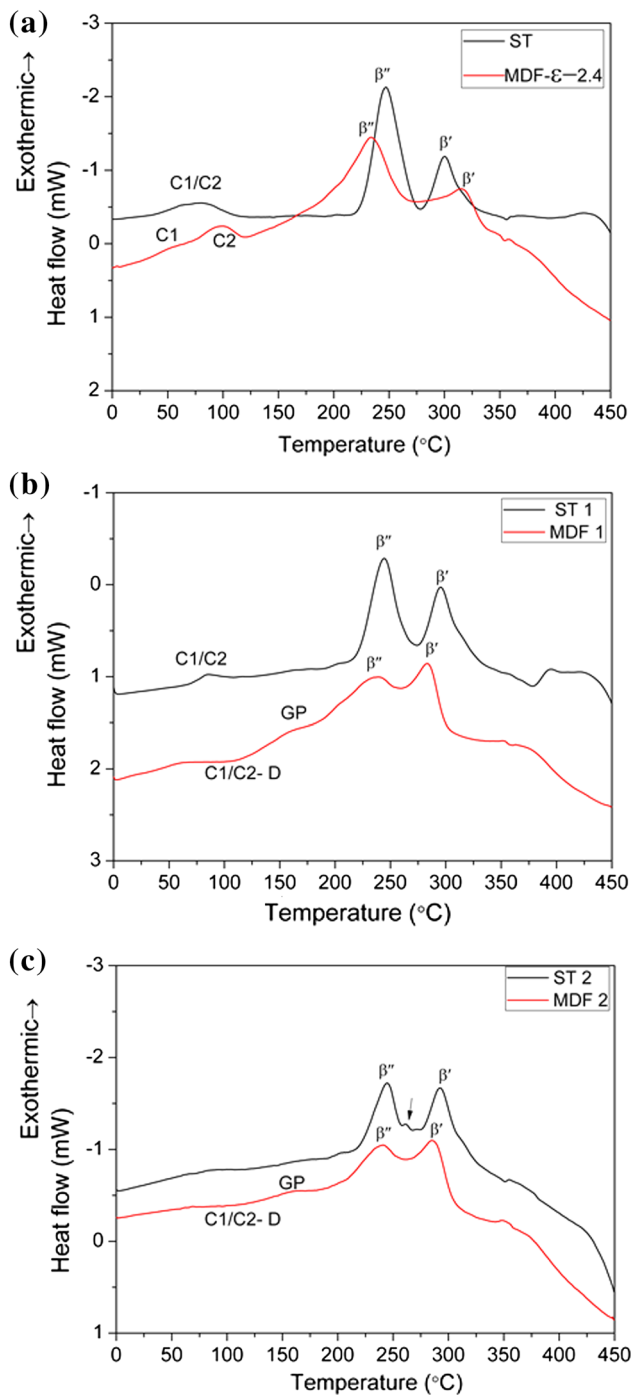 (a)
Exothermic→
Heat flow (mW)
-3
-2
-1
0
1
2
ST
MDF-ε−2.4
β″
β″
β′
β′
C1/C2
C1
C2
0 50 100 150 200 250 300 350 400 450
Temperature (°C)
(b)
Exothermic→
Heat flow (mW)
-1
0
1
2
3
ST 1
MDF 1
β″
β′
C1/C2
β″
β′
GP
C1/C2- D
0 50 100 150 200 250 300 350 400 450
Temperature (°C)
(c)
Exothermic→
Heat flow (mW)
-3
-2
-1
0
1
ST 2
MDF 2
β″
β′
β″
β′
GP
C1/C2- D
0 50 100 150 200 250 300 350 400 450
Temperature (°C)